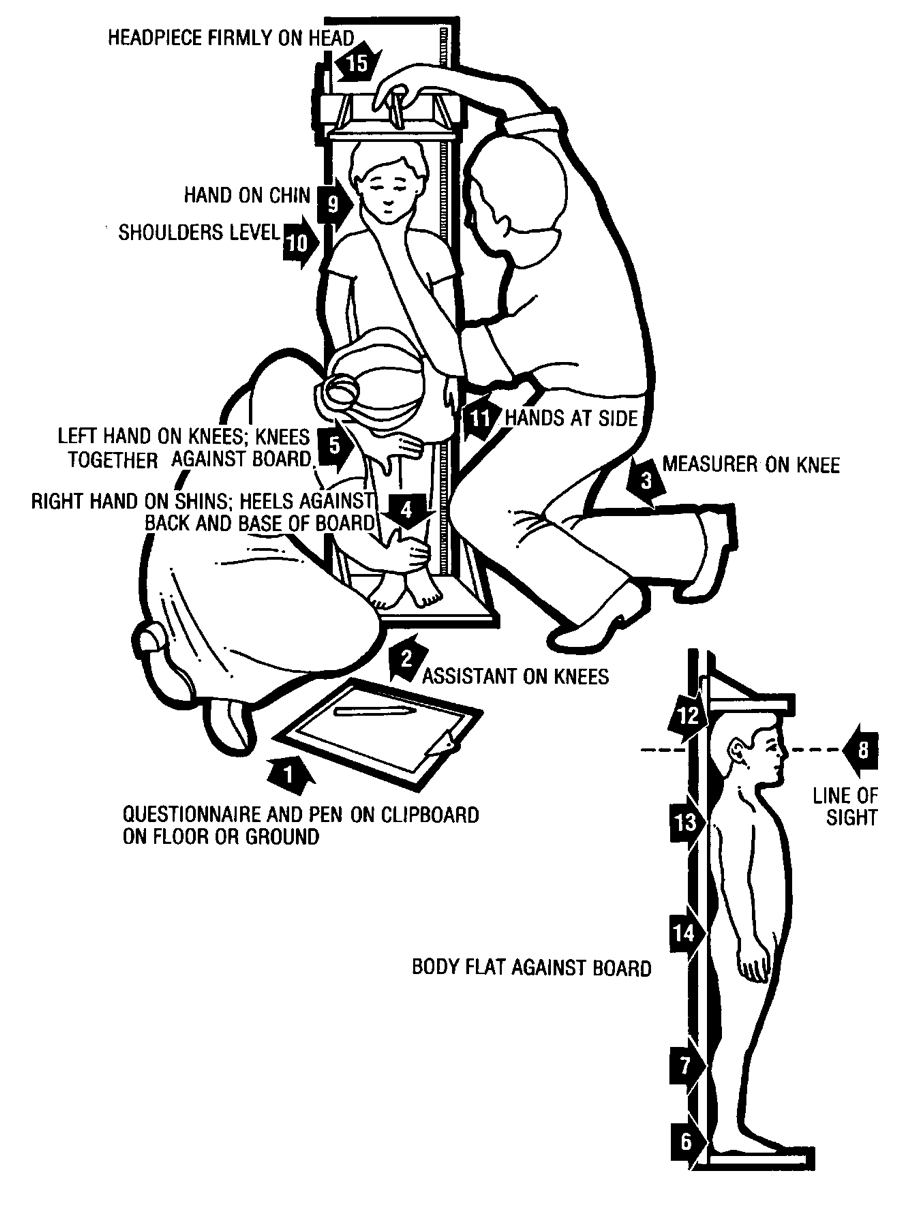 HEADPIECE FIRMLY ON HEAD
15
HAND ON CHIN
9
SHOULDERS LEVEL
10
11
HANDS AT SIDE
LEFT HAND ON KNEES; KNEES
TOGETHER AGAINST BOARD
5
3
MEASURER ON KNEE
RIGHT HAND ON SHINS; HEELS AGAINST
BACK AND BASE OF BOARD
4
2
ASSISTANT ON KNEES
1
QUESTIONNAIRE AND PEN ON CLIPBOARD
ON FLOOR OR GROUND
12
8
LINE OF
SIGHT
13
14
BODY FLAT AGAINST BOARD
7
6